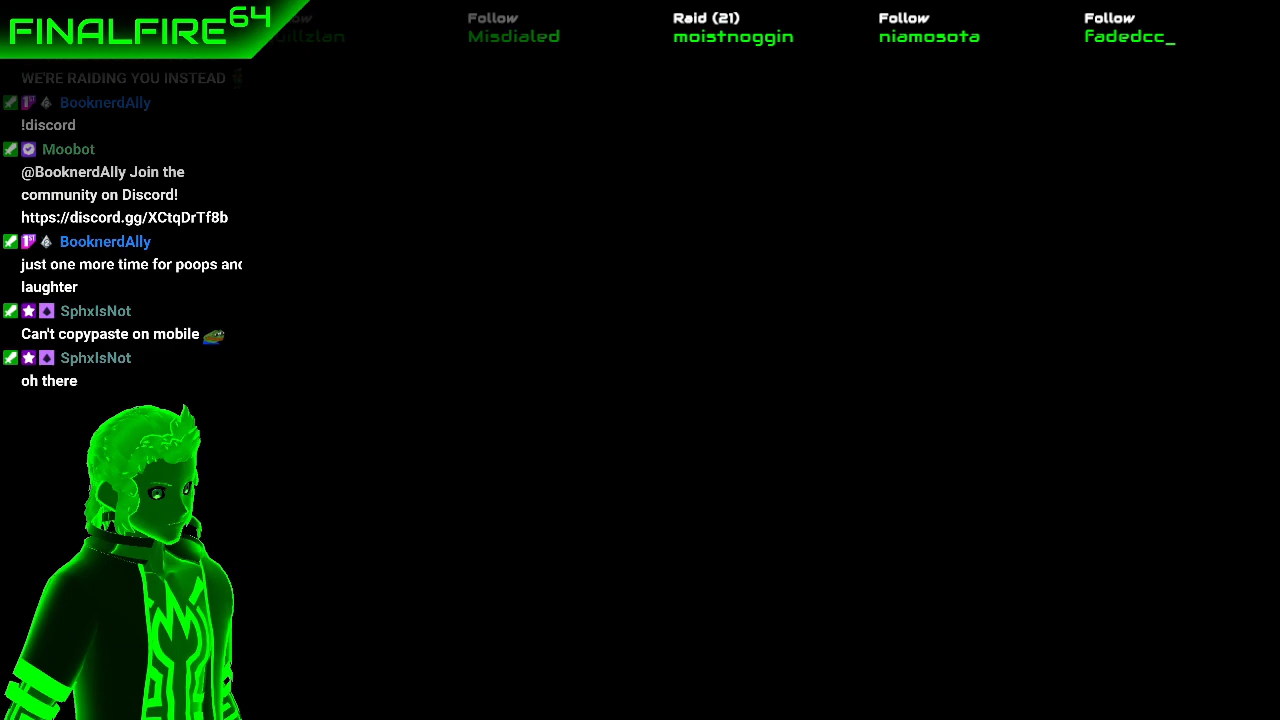 FINALFIRE64
Follow
Misdialed
Raid (21)
moistnoggin
Follow
niamosota
Follow
Fadedcc_
WE'RE RAIDING YOU INSTEAD
BooknerdAlly
!discord
Moobot
@BooknerdAlly Join the
community on Discord!
https://discord.gg/XCtqDrTf8b
BooknerdAlly
just one more time for poops and
laughter
SphxIsNot
Can't copypaste on mobile
SphxIsNot
oh there